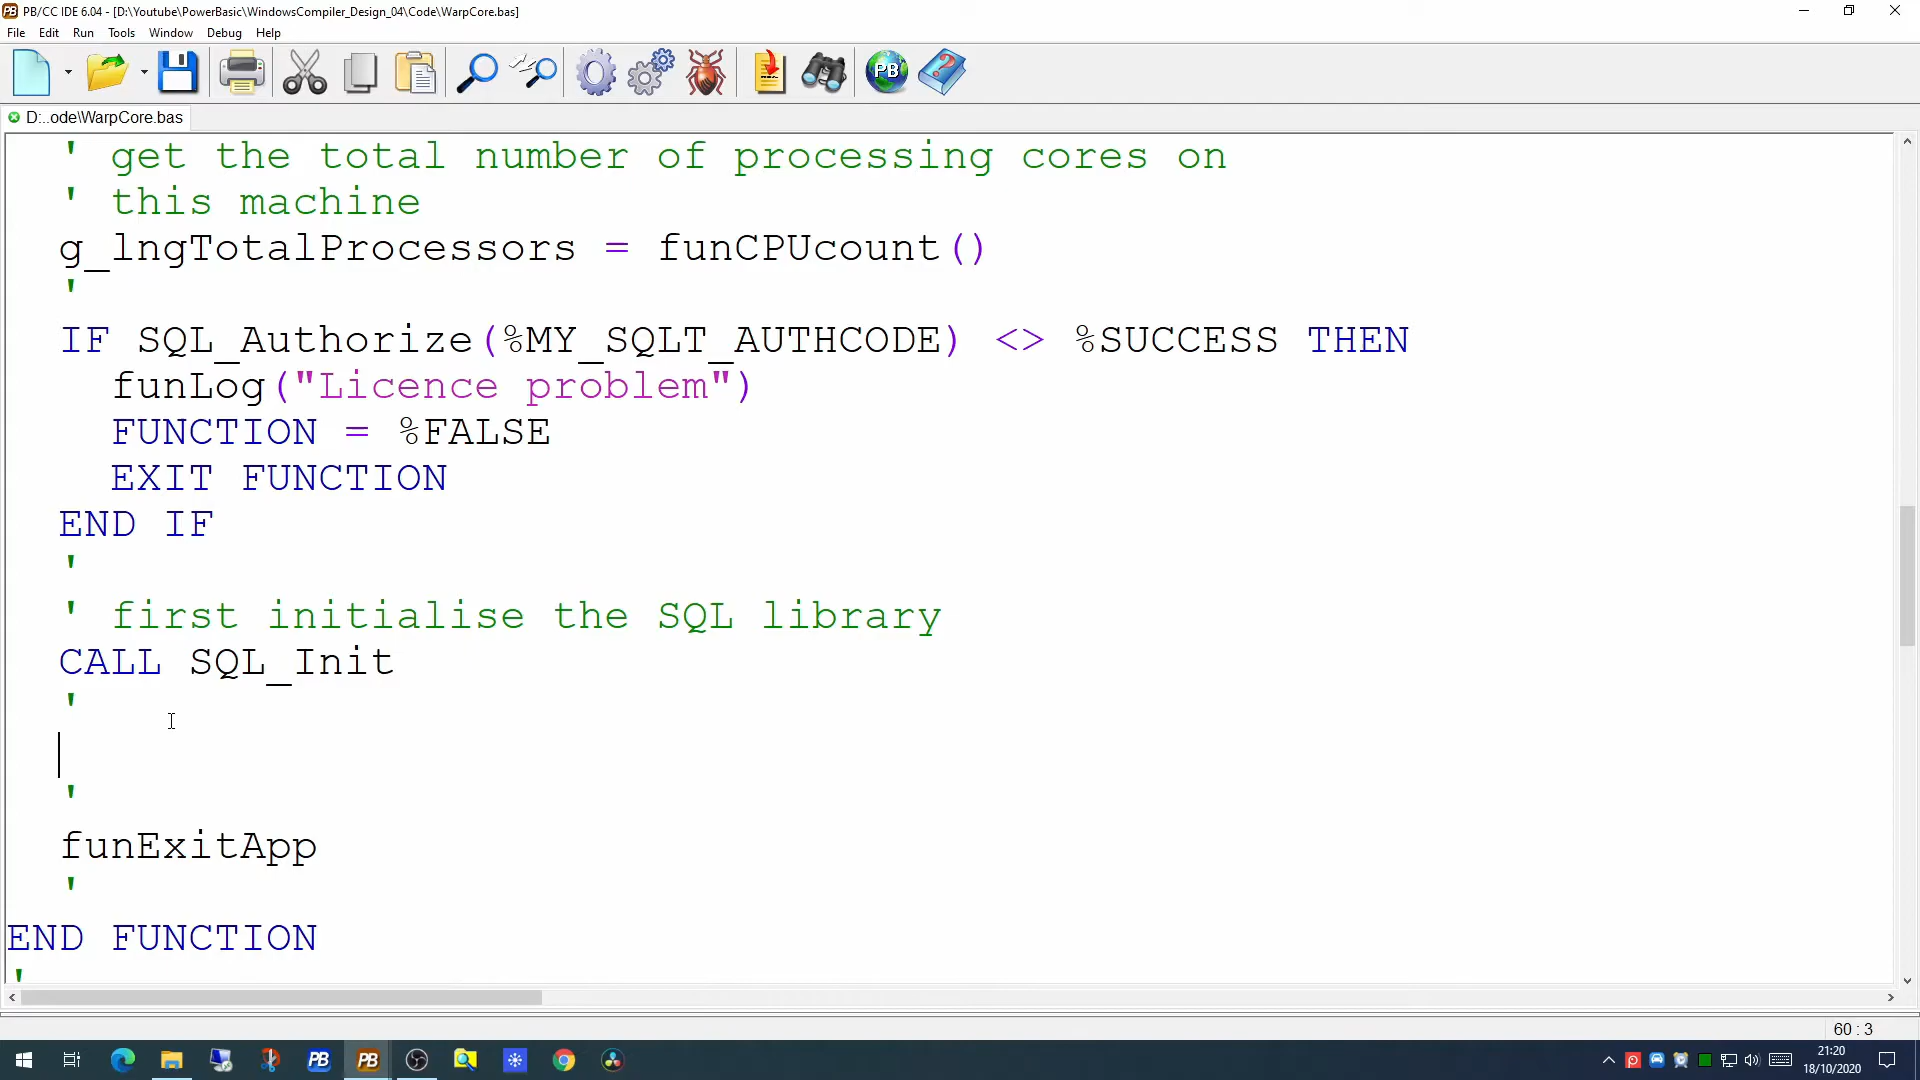 PB/CC IDE 6.04 - [D:\Youtube\PowerBasic\WindowsCompiler_Design_04\Code\WarpCore.bas]
File Edit Run Tools Window Debug Help
PB
D:..ode\WarpCore.bas
' get the total number of processing cores on
' this machine
g_lngTotalProcessors = funCPUcount()
'
IF SQL_Authorize(%MY_SQLT_AUTHCODE) <> %SUCCESS THEN
funLog("Licence problem")
FUNCTION = %FALSE
EXIT FUNCTION
END IF
'
' first initialise the SQL library
CALL SQL_Init
'
'
funExitApp
'
END FUNCTION
'
60 : 3
PB PB
21:20
18/10/2020